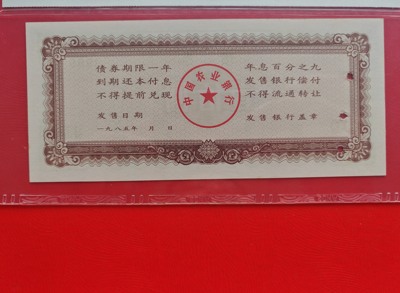 债券期限一年
到期还本付息
不得提前兑现
发售日期
一九八五年 月 日
中国农业银行
年息百分之九
发售银行偿付
不得流通转让
发售银行盖章